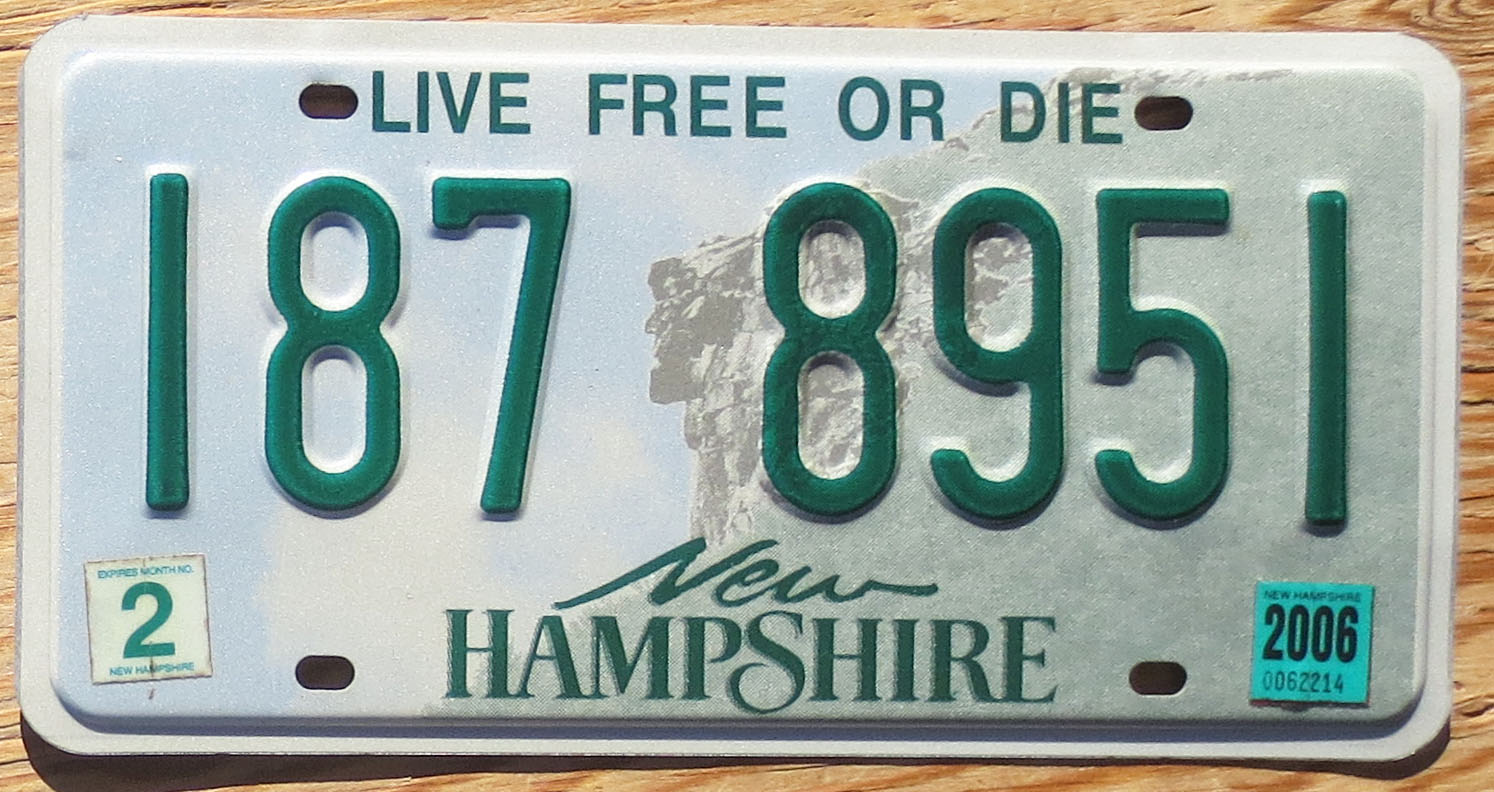 LIVE FREE OR DIE
187 8951
New
HAMPSHIRE
EXPIRES MONTH NO.
2
NEW HAMPSHIRE
NEW HAMPSHIRE
2006
0062214